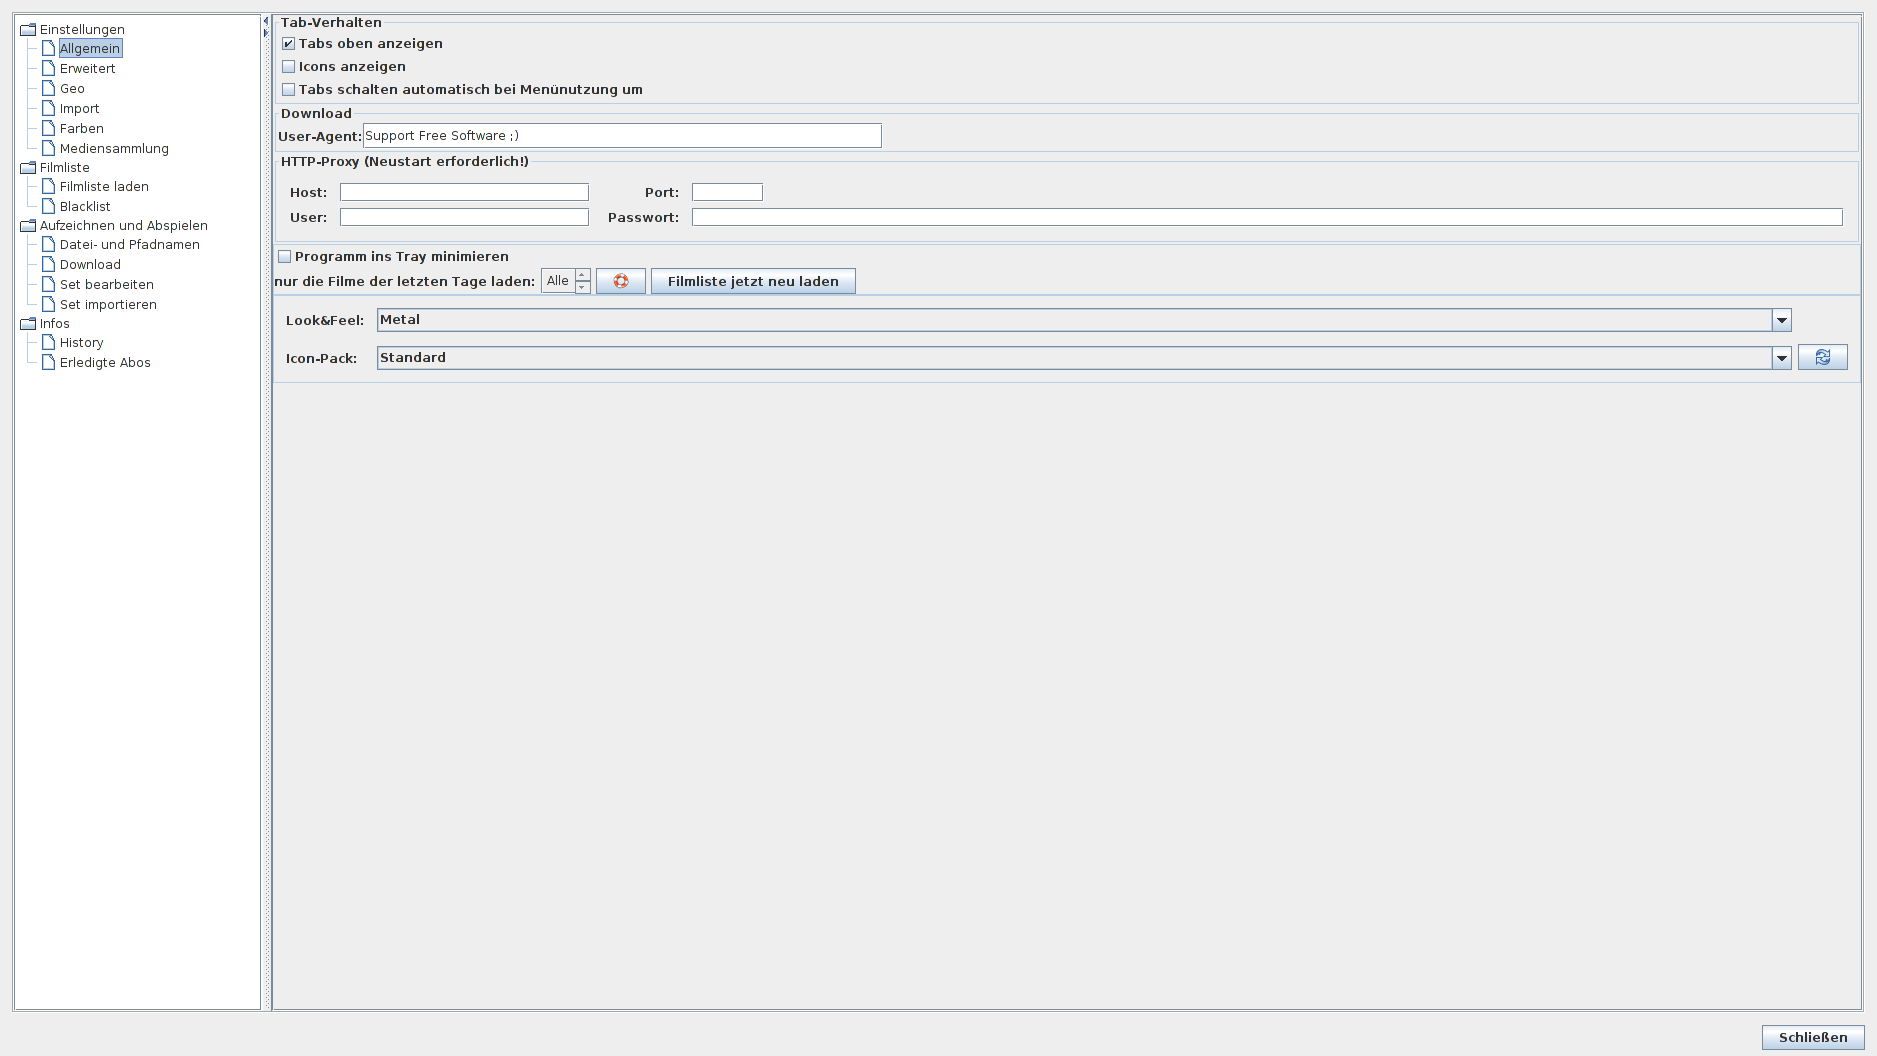 Einstellungen
Allgemein
Erweitert
Geo
Import
Farben
Mediensammlung
Filmliste
Filmliste laden
Blacklist
Aufzeichnen und Abspielen
Datei- und Pfadnamen
Download
Set bearbeiten
Set importieren
Infos
History
Erledigte Abos
Tab-Verhalten
Tabs oben anzeigen
Icons anzeigen
Tabs schalten automatisch bei Menünutzung um
Download
User-Agent: Support Free Software ;)
HTTP-Proxy (Neustart erforderlich!)
Host: Port:
User: Passwort:
Programm ins Tray minimieren
nur die Filme der letzten Tage laden: Alle Filmliste jetzt neu laden
Look&Feel: Metal
Icon-Pack: Standard
Schließen